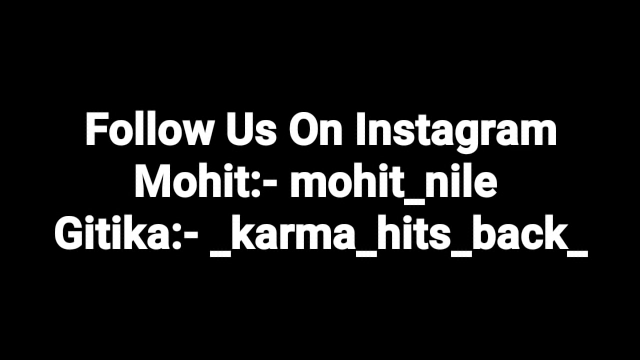 Follow Us On Instagram
Mohit:- mohit_nile
Gitika:- _karma_hits_back_